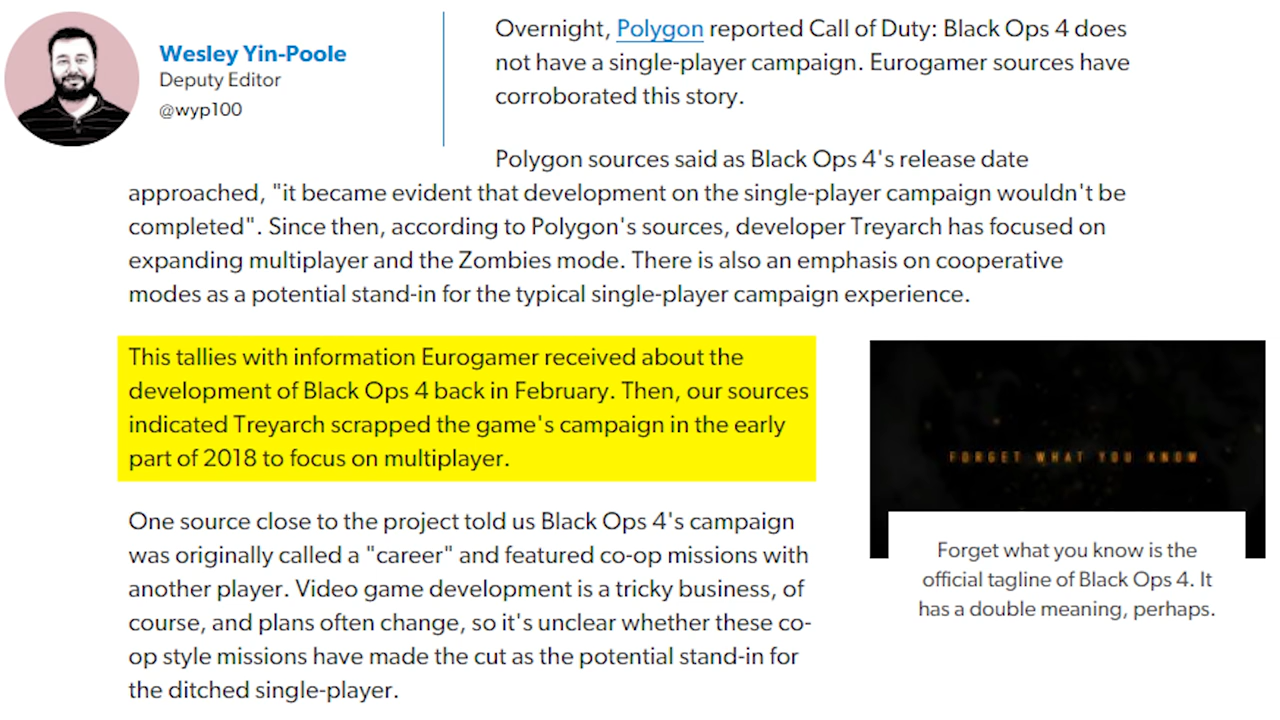 Wesley Yin-Poole
Deputy Editor
@wyp100
Overnight, Polygon reported Call of Duty: Black Ops 4 does
not have a single-player campaign. Eurogamer sources have
corroborated this story.
Polygon sources said as Black Ops 4's release date
approached, "it became evident that development on the single-player campaign wouldn't be
completed". Since then, according to Polygon's sources, developer Treyarch has focused on
expanding multiplayer and the Zombies mode. There is also an emphasis on cooperative
modes as a potential stand-in for the typical single-player campaign experience.
This tallies with information Eurogamer received about the
development of Black Ops 4 back in February. Then, our sources
indicated Treyarch scrapped the game's campaign in the early
part of 2018 to focus on multiplayer.
One source close to the project told us Black Ops 4's campaign
was originally called a "career" and featured co-op missions with
another player. Video game development is a tricky business, of
course, and plans often change, so it's unclear whether these co-
op style missions have made the cut as the potential stand-in for
the ditched single-player.
FORGET WHAT YOU KNOW
Forget what you know is the
official tagline of Black Ops 4. It
has a double meaning, perhaps.